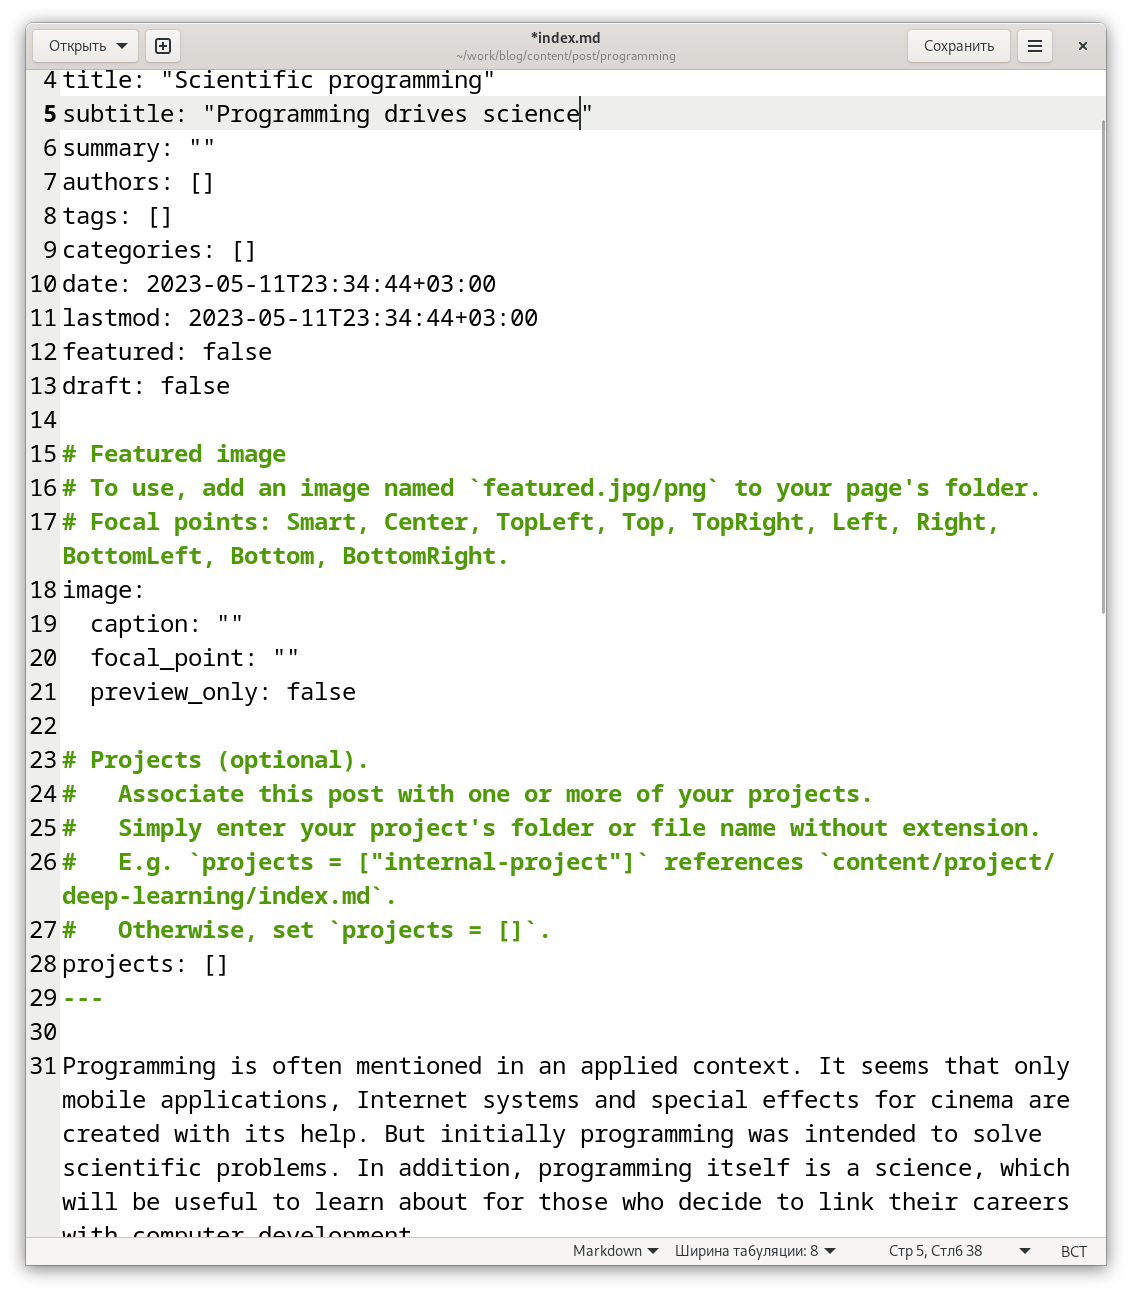 Открыть
*index.md
~/work/blog/content/post/programming
Сохранить
4 title: "Scientific programming"
5 subtitle: "Programming drives science"
6 summary: ""
7 authors: []
8 tags: []
9 categories: []
10 date: 2023-05-11T23:34:44+03:00
11 lastmod: 2023-05-11T23:34:44+03:00
12 featured: false
13 draft: false
14
15 # Featured image
16 # To use, add an image named `featured.jpg/png` to your page's folder.
17 # Focal points: Smart, Center, TopLeft, Top, TopRight, Left, Right,
BottomLeft, Bottom, BottomRight.
18 image:
19   caption: ""
20   focal_point: ""
21   preview_only: false
22
23 # Projects (optional).
24 #   Associate this post with one or more of your projects.
25 #   Simply enter your project's folder or file name without extension.
26 #   E.g. `projects = ["internal-project"]` references `content/project/
deep-learning/index.md`.
27 #   Otherwise, set `projects = []`.
28 projects: []
29 ---
30
31 Programming is often mentioned in an applied context. It seems that only
mobile applications, Internet systems and special effects for cinema are
created with its help. But initially programming was intended to solve
scientific problems. In addition, programming itself is a science, which
will be useful to learn about for those who decide to link their careers
with computer development
Markdown Ширина табуляции: 8 Стр 5, Стлб 38 ВСТ